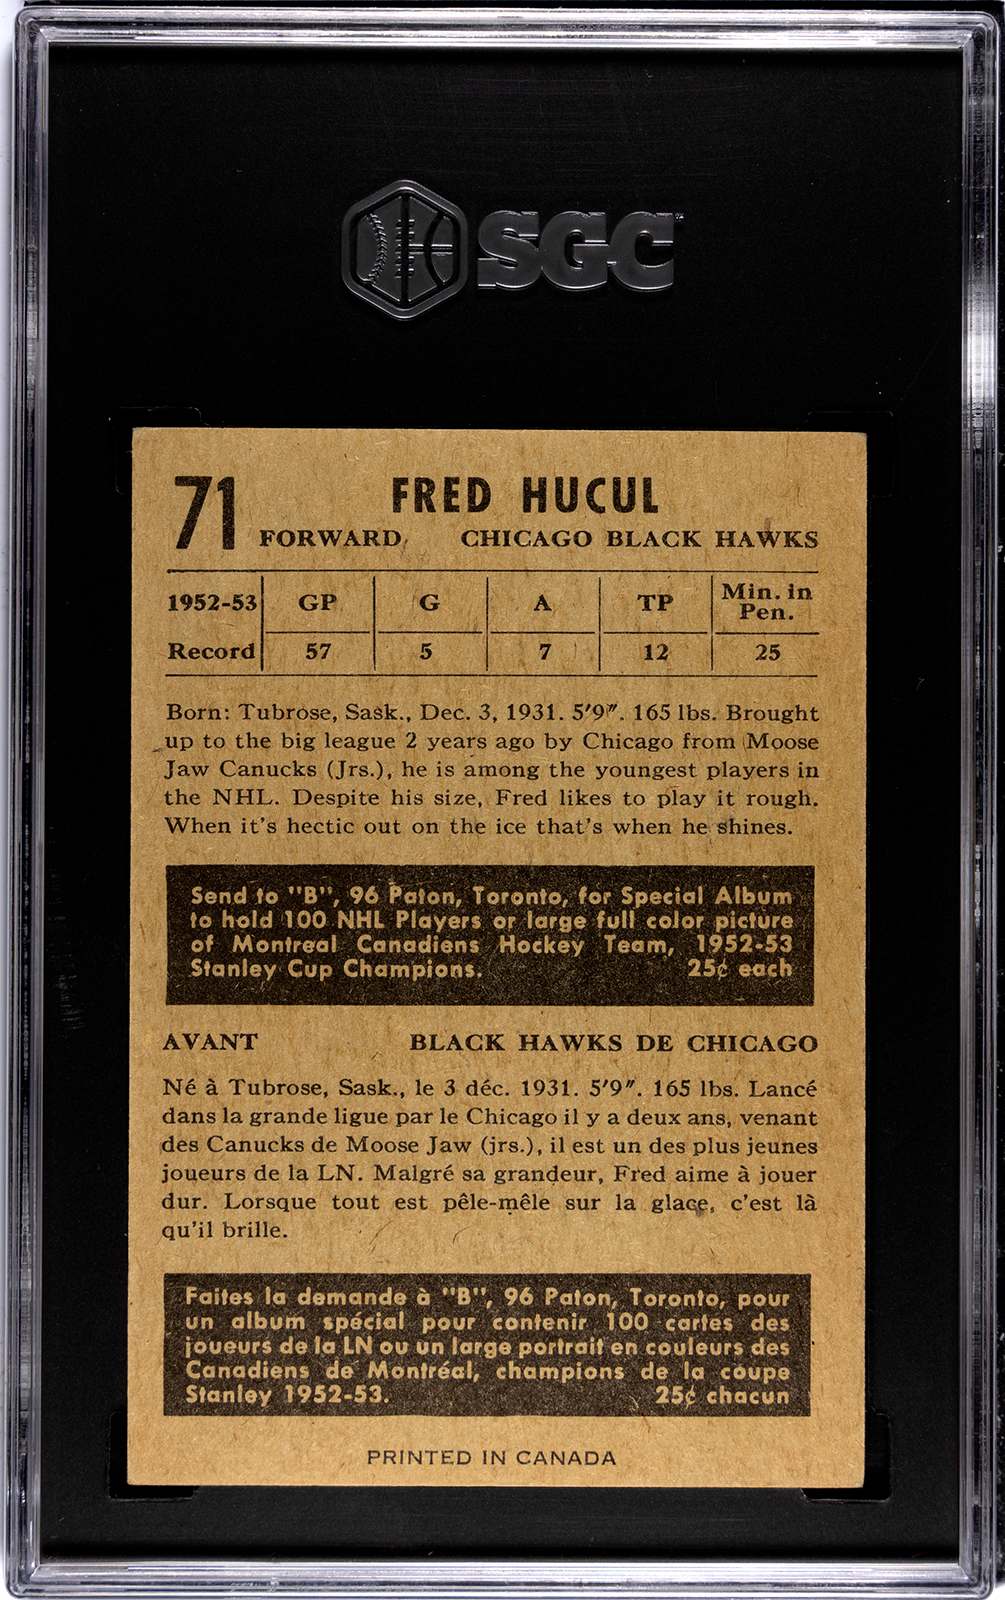 SGC
71 FRED HUCUL
FORWARD CHICAGO BLACK HAWKS
1952-53 GP G A TP Min. in Pen.
Record 57 5 7 12 25
Born: Tubrose, Sask., Dec. 3, 1931. 5'9". 165 lbs. Brought
up to the big league 2 years ago by Chicago from Moose
Jaw Canucks (Jrs.), he is among the youngest players in
the NHL. Despite his size, Fred likes to play it rough.
When it's hectic out on the ice that's when he shines.
Send to "B", 96 Paton, Toronto, for Special Album
to hold 100 NHL Players or large full color picture
of Montreal Canadiens Hockey Team, 1952-53
Stanley Cup Champions. 25¢ each
AVANT BLACK HAWKS DE CHICAGO
Né à Tubrose, Sask., le 3 déc. 1931. 5'9". 165 lbs. Lancé
dans la grande ligue par le Chicago il y a deux ans, venant
des Canucks de Moose Jaw (jrs.), il est un des plus jeunes
joueurs de la LN. Malgré sa grandeur, Fred aime à jouer
dur. Lorsque tout est pêle-mêle sur la glace, c'est là
qu'il brille.
Faites la demande à "B", 96 Paton, Toronto, pour
un album spécial pour contenir 100 cartes des
joueurs de la LN ou un large portrait en couleurs des
Canadiens de Montréal, champions de la coupe
Stanley 1952-53. 25¢ chacun
PRINTED IN CANADA